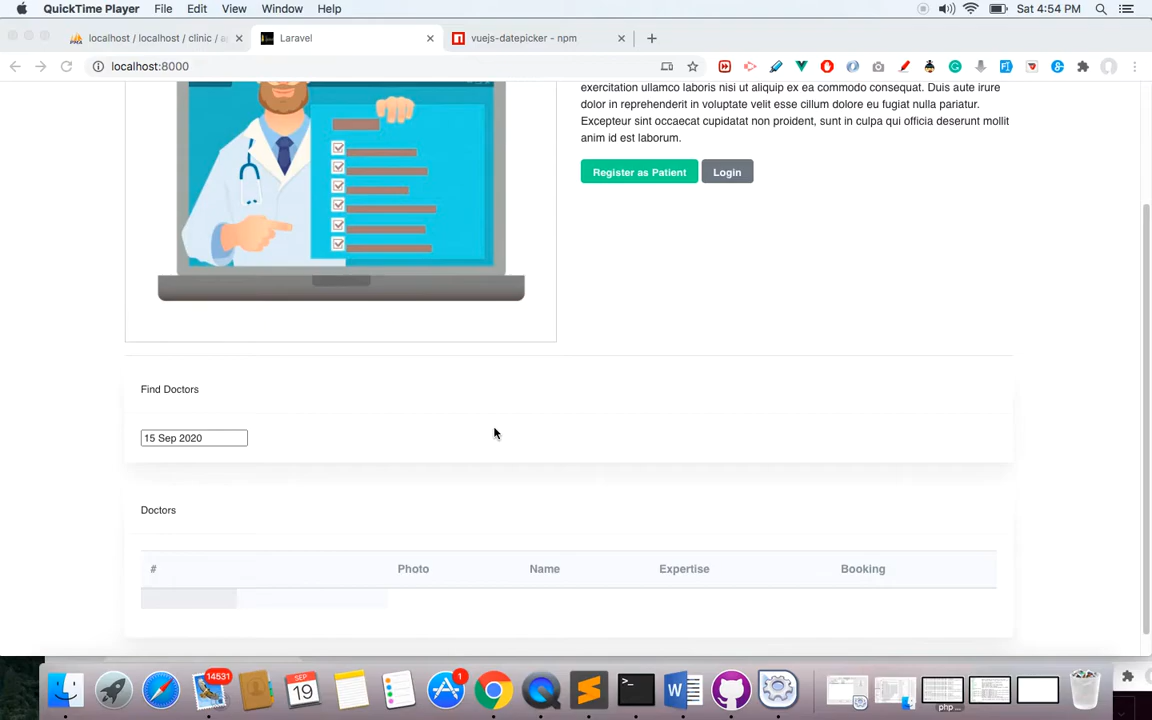 QuickTime Player File Edit View Window Help Sat 4:54 PM
localhost / localhost / clinic / a
Laravel
vuejs-datepicker - npm
localhost:8000
exercitation ullamco laboris nisi ut aliquip ex ea commodo consequat. Duis aute irure
dolor in reprehenderit in voluptate velit esse cillum dolore eu fugiat nulla pariatur.
Excepteur sint occaecat cupidatat non proident, sunt in culpa qui officia deserunt mollit
anim id est laborum.
Register as Patient Login
Find Doctors
15 Sep 2020
Doctors
# Photo Name Expertise Booking
14531
SEP
19
1
php ...